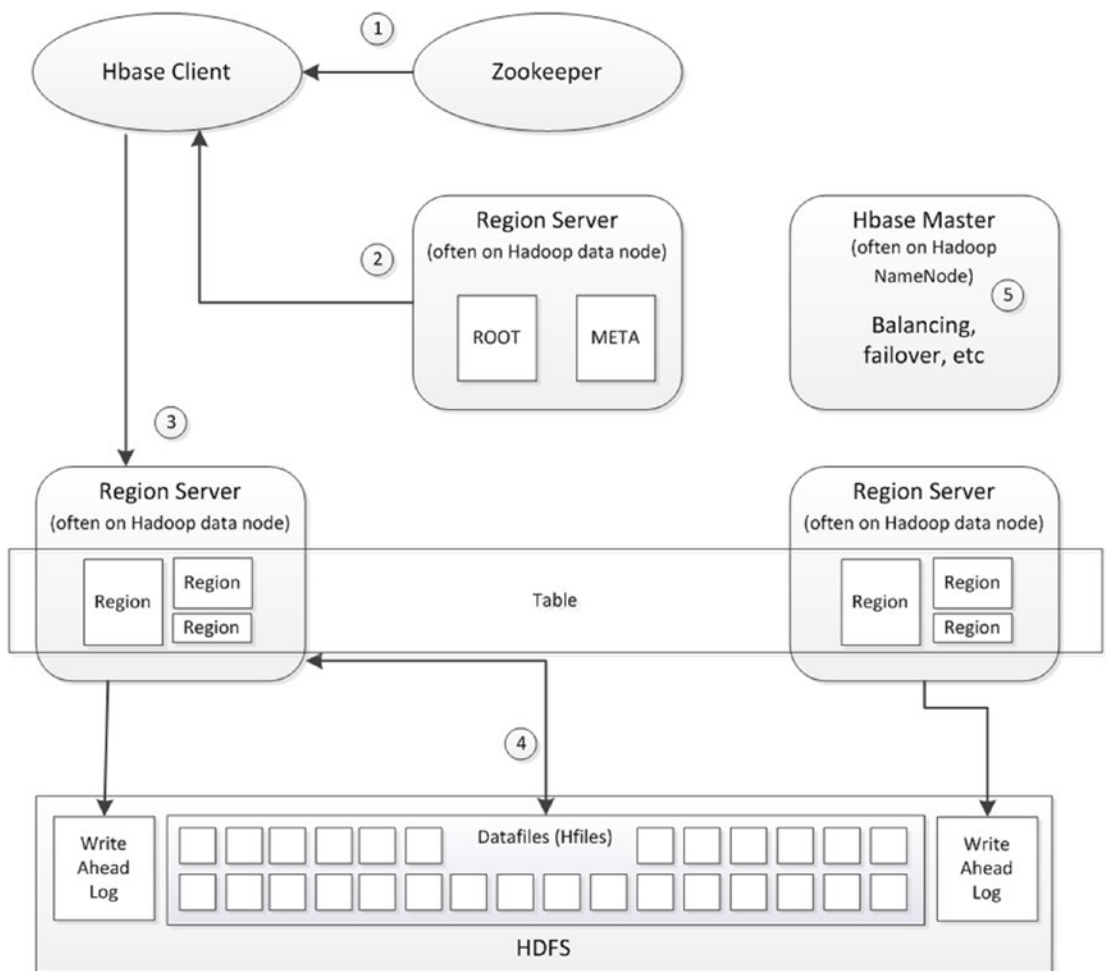 1
Hbase Client
Zookeeper
Region Server
(often on Hadoop data node)
2
ROOT
META
Hbase Master
(often on Hadoop
NameNode)
5
Balancing,
failover, etc
3
Region Server
(often on Hadoop data node)
Region
Region
Region
Table
Region Server
(often on Hadoop data node)
Region
Region
Region
4
Write
Ahead
Log
Datafiles (Hfiles)
Write
Ahead
Log
HDFS